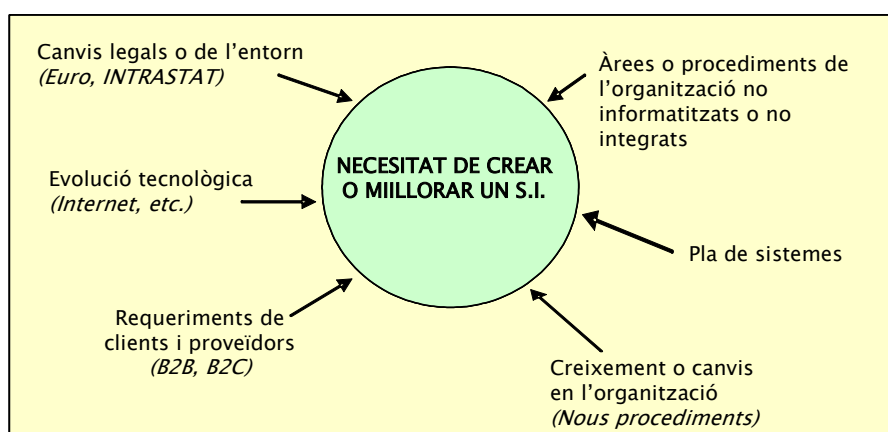 Canvis legals o de l'entorn
(Euro, INTRASTAT)
Àrees o procediments de
l'organització no
informatitzats o no
integrats
NECESITAT DE CREAR
O MIILLORAR UN S.I.
Evolució tecnològica
(Internet, etc.)
Pla de sistemes
Requeriments de
clients i proveïdors
(B2B, B2C)
Creixement o canvis
en l'organització
(Nous procediments)